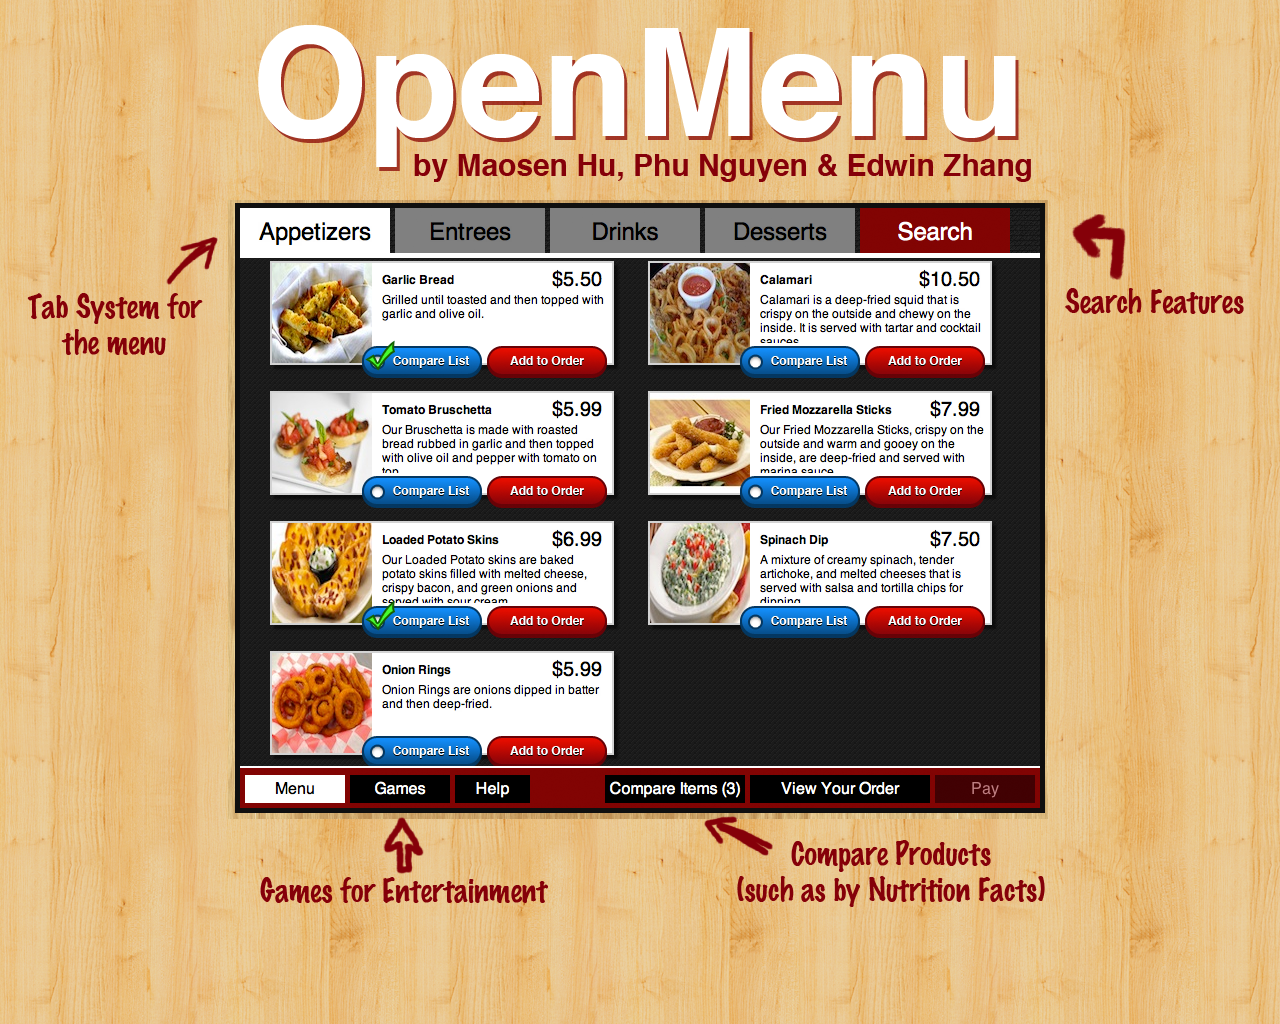 OpenMenu
by Maosen Hu, Phu Nguyen & Edwin Zhang
Appetizers
Entrees
Drinks
Desserts
Search
Tab System for
the menu
Search Features
Garlic Bread
$5.50
Grilled until toasted and then topped with
garlic and olive oil.
Compare List
Add to Order
Calamari
$10.50
Calamari is a deep-fried squid that is
crispy on the outside and chewy on the
inside. It is served with tartar and cocktail
sauces.
Compare List
Add to Order
Tomato Bruschetta
$5.99
Our Bruschetta is made with roasted
bread rubbed in garlic and then topped
with olive oil and pepper with tomato on
top.
Compare List
Add to Order
Fried Mozzarella Sticks
$7.99
Our Fried Mozzarella Sticks, crispy on the
outside and warm and gooey on the
inside, are deep-fried and served with
marina sauce.
Compare List
Add to Order
Loaded Potato Skins
$6.99
Our Loaded Potato skins are baked
potato skins filled with melted cheese,
crispy bacon, and green onions and
served with sour cream.
Compare List
Add to Order
Spinach Dip
$7.50
A mixture of creamy spinach, tender
artichoke, and melted cheeses that is
served with salsa and tortilla chips for
dipping.
Compare List
Add to Order
Onion Rings
$5.99
Onion Rings are onions dipped in batter
and then deep-fried.
Compare List
Add to Order
Menu
Games
Help
Compare Items (3)
View Your Order
Pay
Games for Entertainment
Compare Products
(such as by Nutrition Facts)